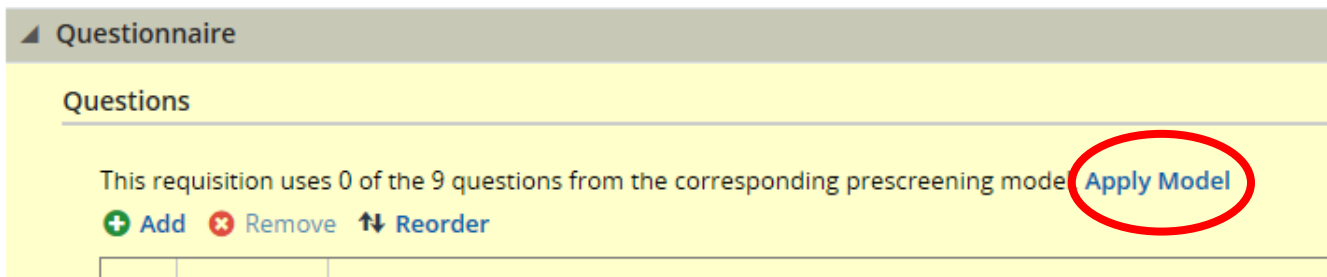 Questionnaire
Questions
This requisition uses 0 of the 9 questions from the corresponding prescreening model Apply Model
Add Remove Reorder